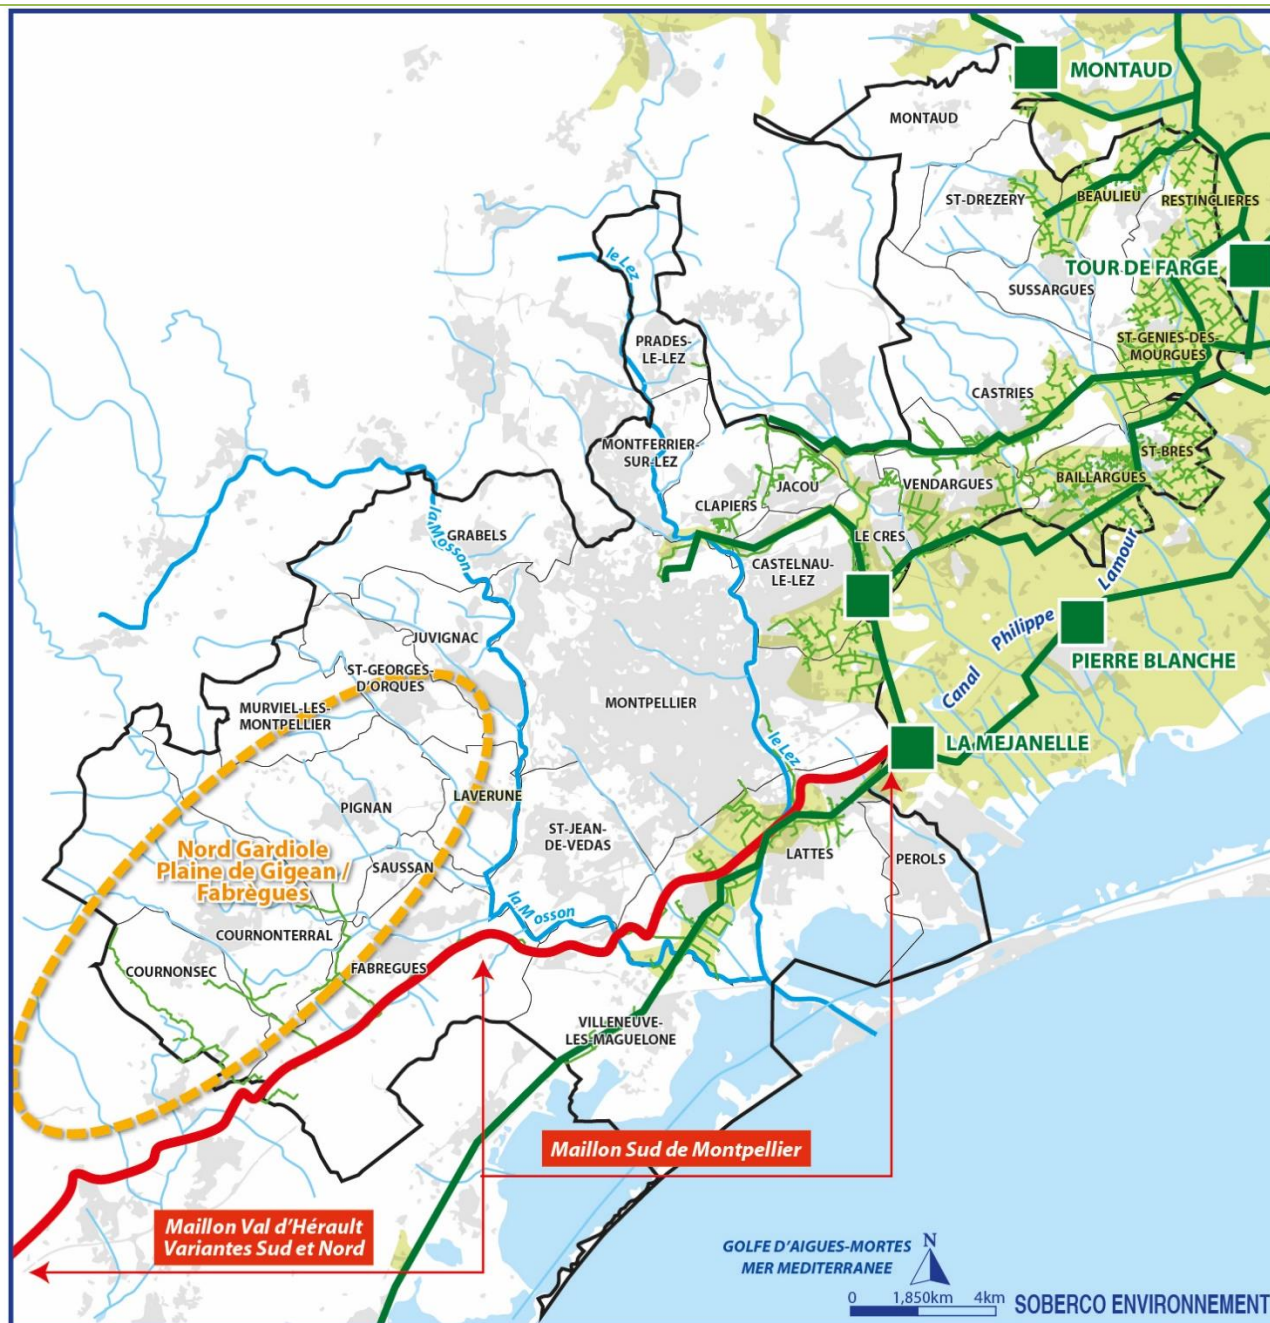 MONTAUD
MONTAUD
ST-DREZERY
BEAULIEU
RESTINCLIERES
le Lez
TOUR DE FARGE
SUSSARGUES
PRADES-
LE-LEZ
ST-GENIES-DES-
MOURGUES
CASTRIES
MONTFERRIER-
SUR-LEZ
ST-BRES
BAILLARGUES
JACOU
VENDARGUES
CLAPIERS
la Mosson
GRABELS
LE CRES
CASTELNAU-
LE-LEZ
Canal Philippe Lamour
JUVIGNAC
ST-GEORGES-
D'ORQUES
PIERRE BLANCHE
MURVIEL-LES-
MONTPELLIER
MONTPELLIER
le Lez
LA MEJANELLE
PIGNAN
LAVERUNE
ST-JEAN-
DE-VEDAS
LATTES
PEROLS
Nord Gardiole
Plaine de Gigean /
Fabrègues
SAUSSAN
la Mosson
COURNONTERRAL
COURNONSEC
FABREGUES
VILLENEUVE-
LES-MAGUELONE
Maillon Sud de Montpellier
Maillon Val d'Hérault
Variantes Sud et Nord
GOLFE D'AIGUES-MORTES
MER MEDITERRANEE
N
0 1,850km 4km
SOBERCO ENVIRONNEMENT